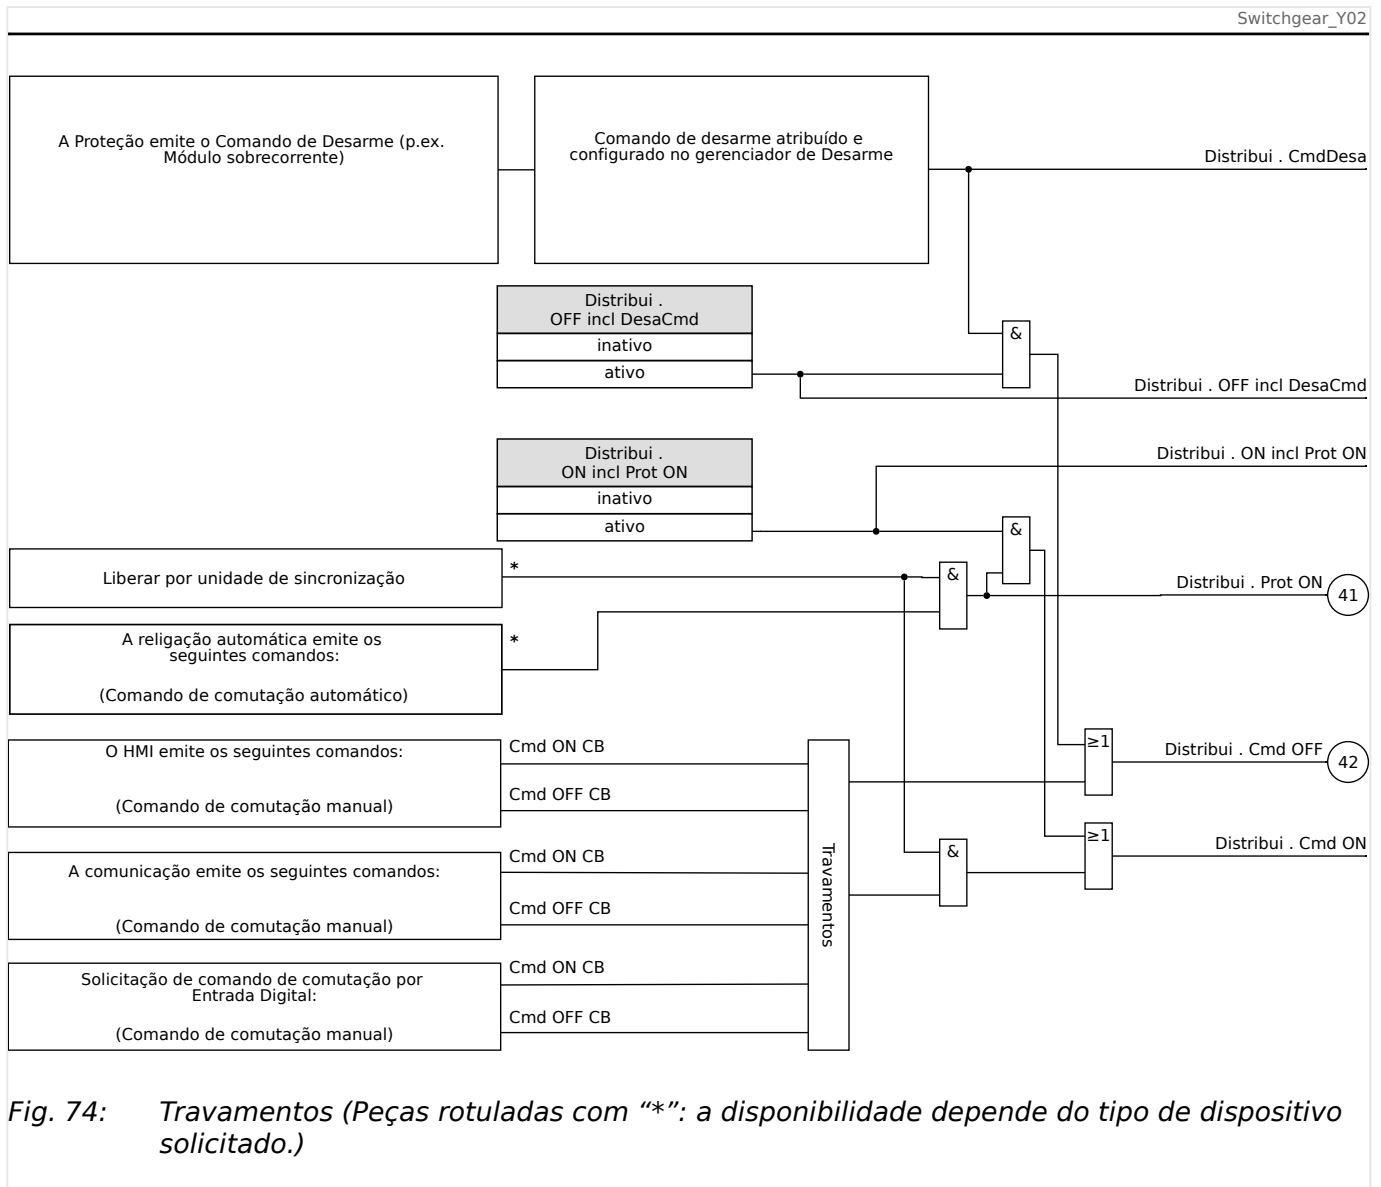 Switchgear_Y02
A Proteção emite o Comando de Desarme (p.ex.
Módulo sobrecorrente)
Comando de desarme atribuído e
configurado no gerenciador de Desarme
Distribui . CmdDesa
Distribui .
OFF incl DesaCmd
inativo
ativo
&
Distribui . OFF incl DesaCmd
Distribui .
ON incl Prot ON
inativo
ativo
Distribui . ON incl Prot ON
&
Liberar por unidade de sincronização
*
&
Distribui . Prot ON
41
A religação automática emite os
seguintes comandos:
(Comando de comutação automático)
*
O HMI emite os seguintes comandos:
(Comando de comutação manual)
Cmd ON CB
Cmd OFF CB
≥1
Distribui . Cmd OFF
42
A comunicação emite os seguintes comandos:
(Comando de comutação manual)
Cmd ON CB
Cmd OFF CB
Travamentos
&
≥1
Distribui . Cmd ON
Solicitação de comando de comutação por
Entrada Digital:
(Comando de comutação manual)
Cmd ON CB
Cmd OFF CB
Fig. 74: Travamentos (Peças rotuladas com “*”: a disponibilidade depende do tipo de dispositivo
solicitado.)